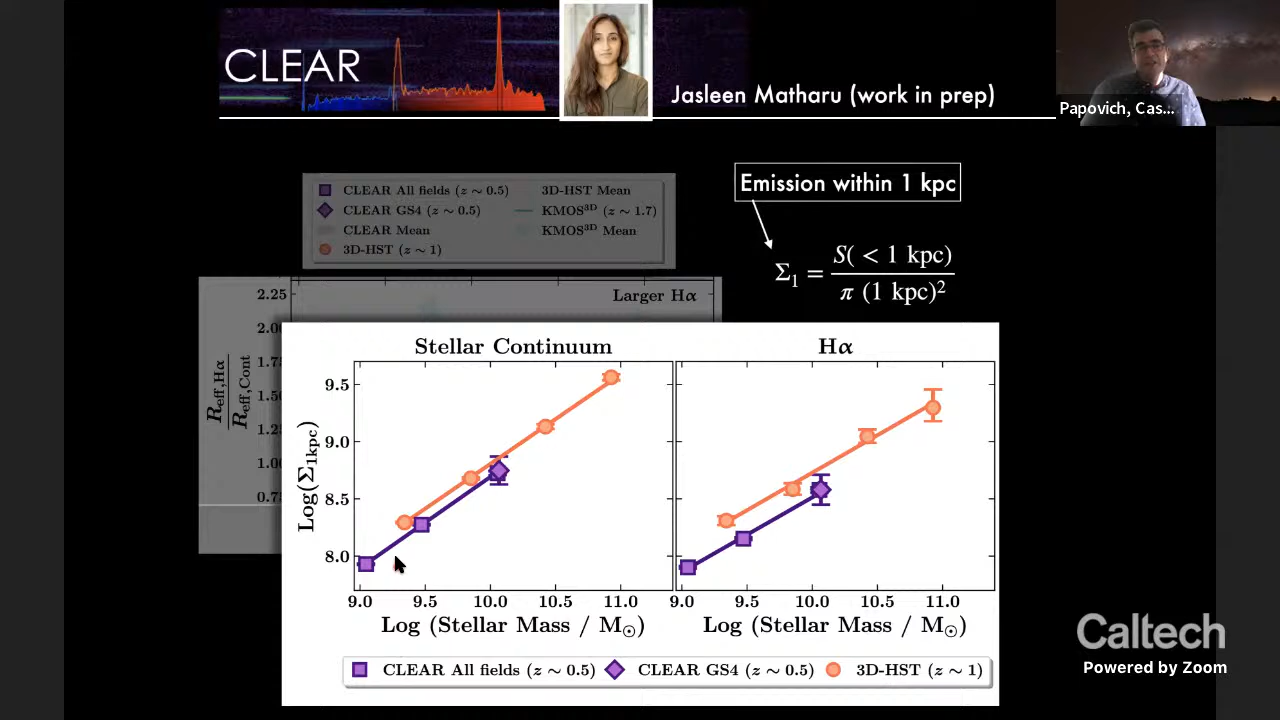 CLEAR
Jasleen Matharu (work in prep)
Papovich, Cas...
CLEAR All fields (z ∼ 0.5)
3D-HST Mean
CLEAR GS4 (z ∼ 0.5)
KMOS³ᴰ (z ∼ 1.7)
CLEAR Mean
KMOS³ᴰ Mean
3D-HST (z ∼ 1)
Emission within 1 kpc
Σ₁ = S(< 1 kpc) / π (1 kpc)²
2.25
Larger Hα
2.00
1.75
1.50
1.25
1.00
0.75
R_eff,Hα / R_eff,Cont
Stellar Continuum
Hα
9.5
9.0
8.5
8.0
Log(Σ₁ₖₚ𝒸)
9.0 9.5 10.0 10.5 11.0
9.0 9.5 10.0 10.5 11.0
Log (Stellar Mass / M⊙)
Log (Stellar Mass / M⊙)
CLEAR All fields (z ∼ 0.5)
CLEAR GS4 (z ∼ 0.5)
3D-HST (z ∼ 1)
Caltech
Powered by Zoom